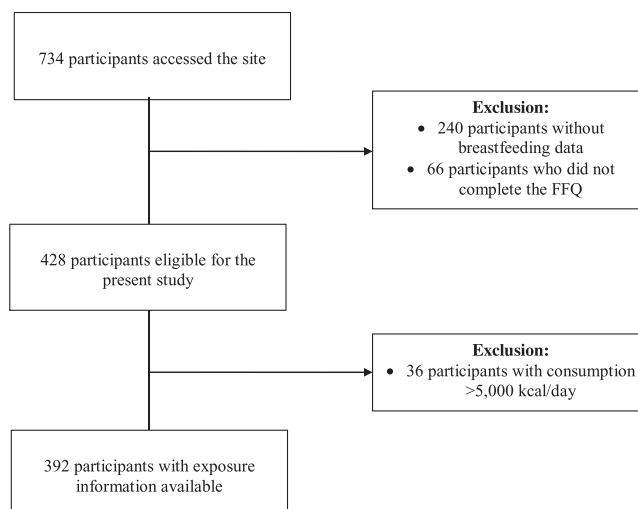 734 participants accessed the site
Exclusion:
• 240 participants without
breastfeeding data
• 66 participants who did not
complete the FFQ
428 participants eligible for the
present study
Exclusion:
• 36 participants with consumption
>5,000 kcal/day
392 participants with exposure
information available